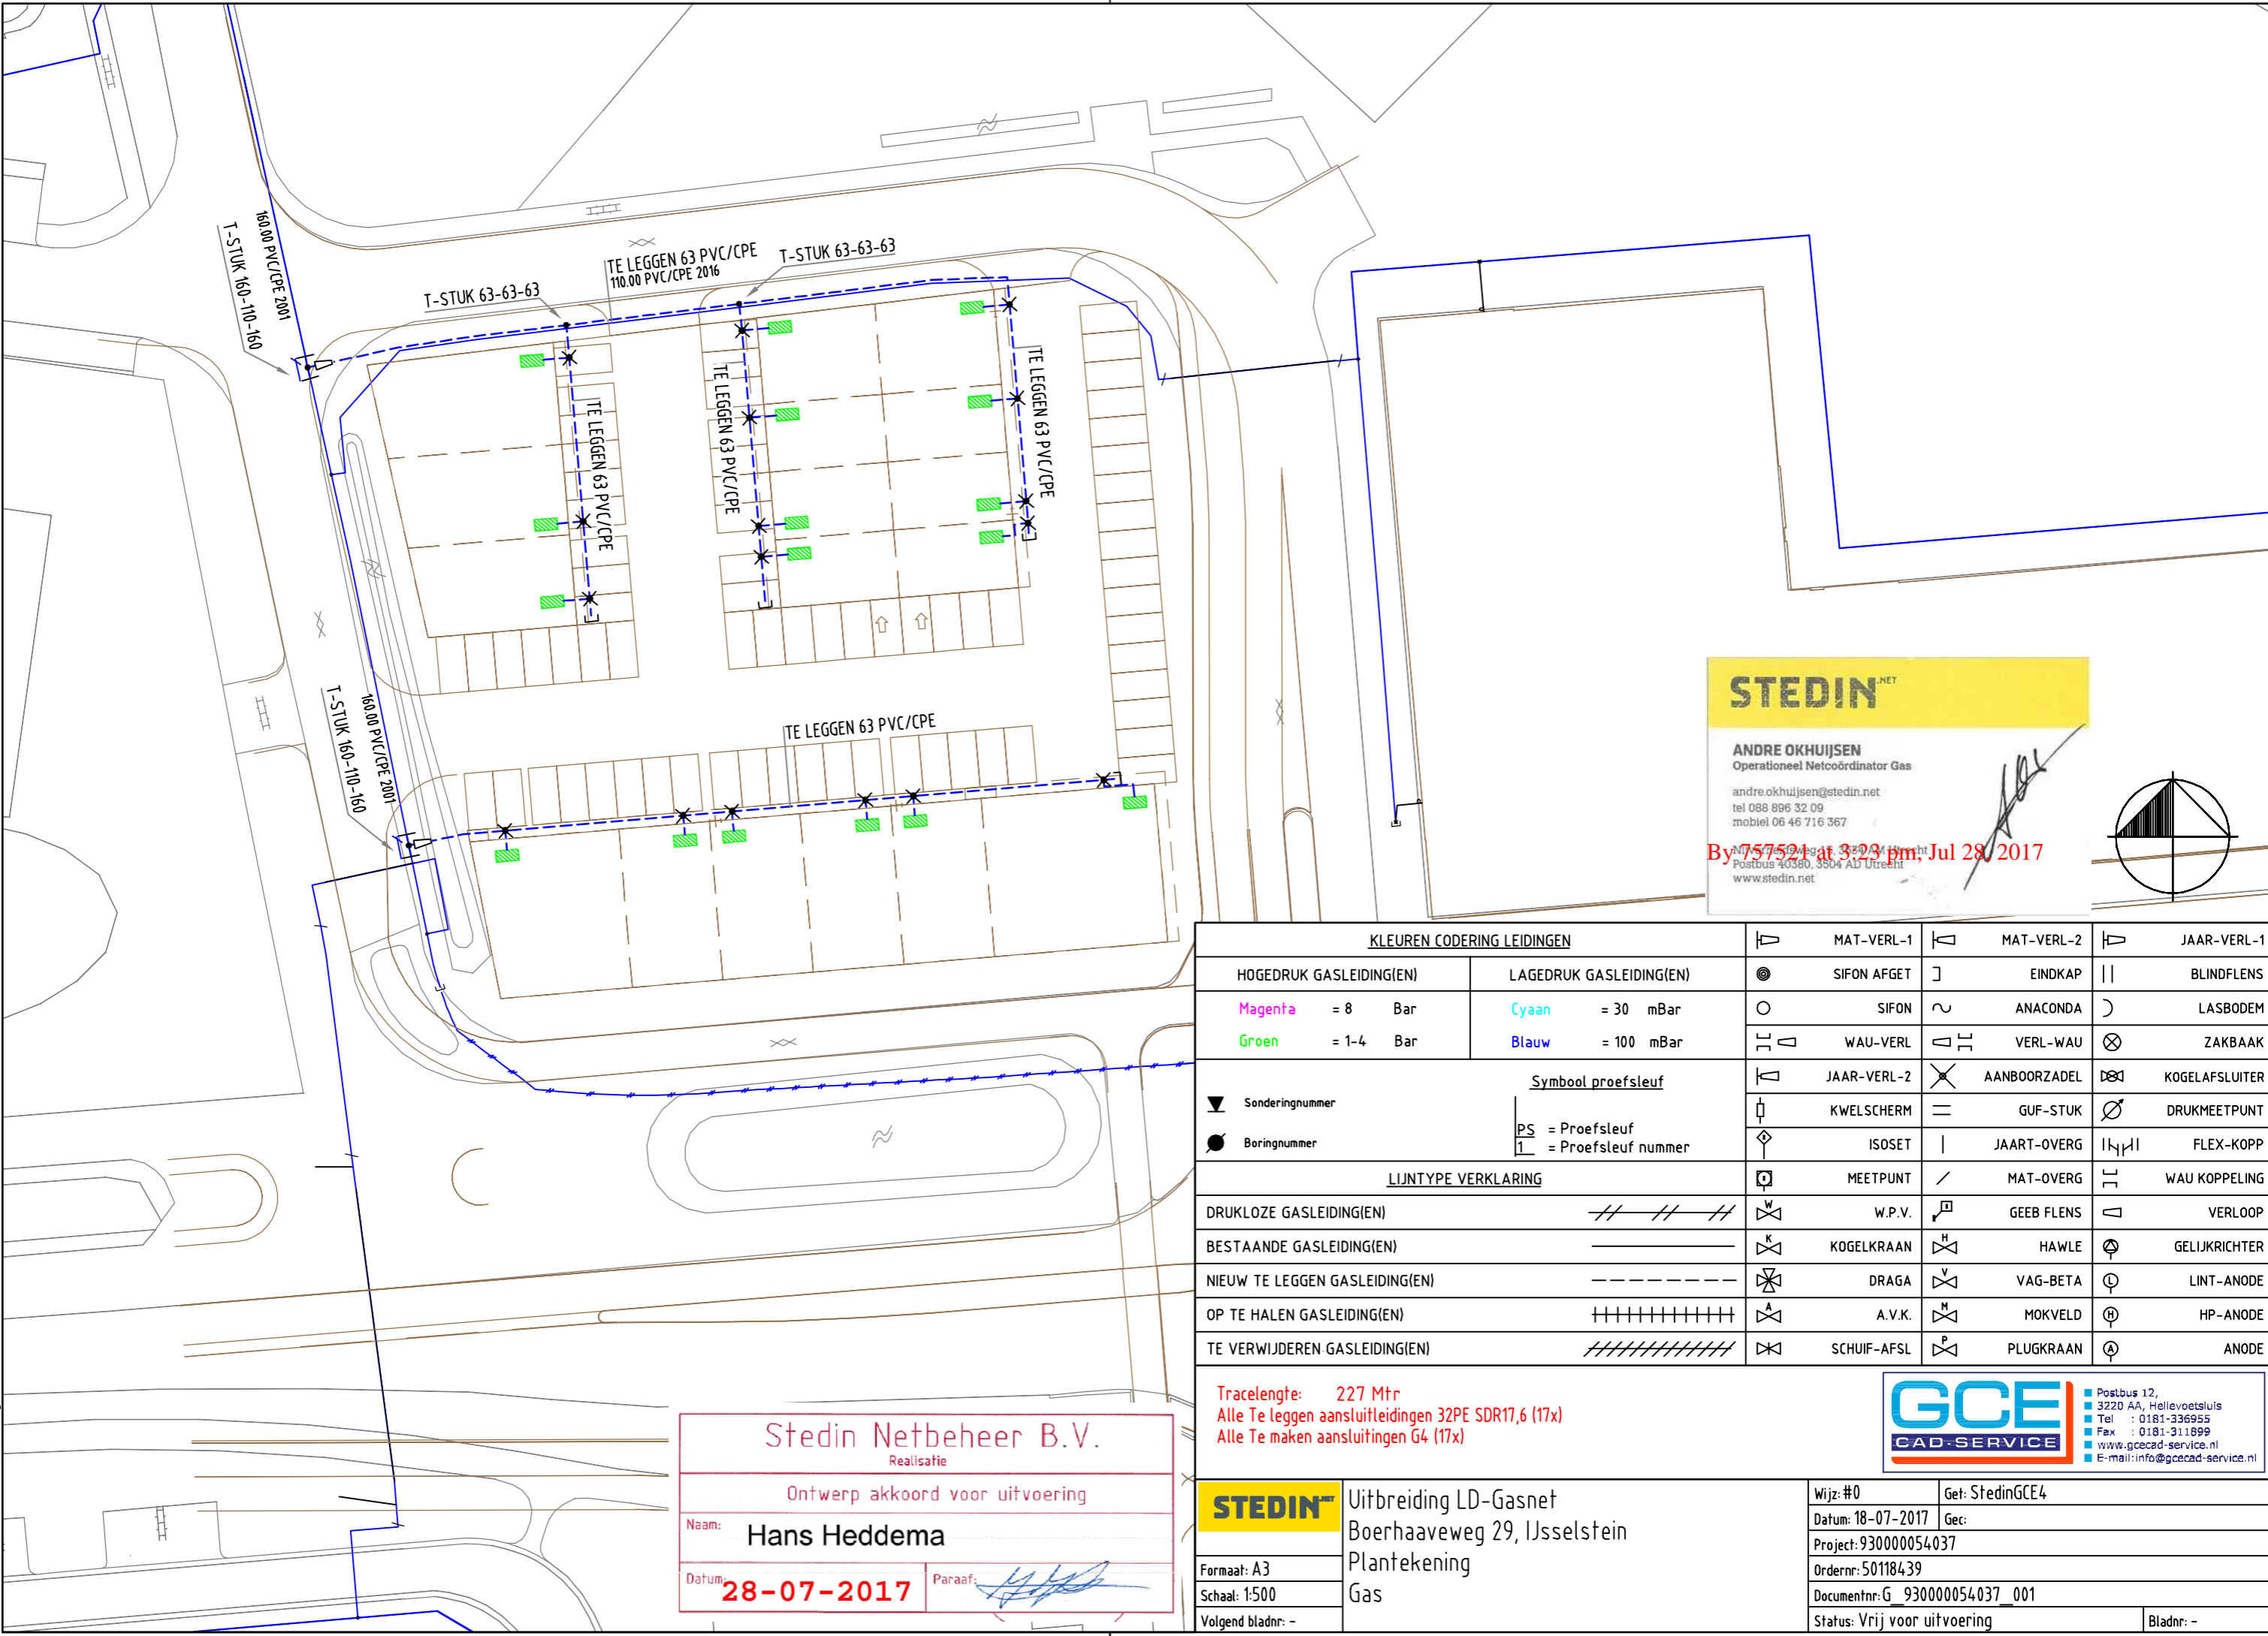 160.00 PVC/CPE 2001
T-STUK 160-110-160
T-STUK 63-63-63
TE LEGGEN 63 PVC/CPE
110.00 PVC/CPE 2016
T-STUK 63-63-63
TE LEGGEN 63 PVC/CPE
TE LEGGEN 63 PVC/CPE
TE LEGGEN 63 PVC/CPE
160.00 PVC/CPE 2001
T-STUK 160-110-160
TE LEGGEN 63 PVC/CPE
STEDIN.NET
ANDRE OKHUIJSEN
Operationeel Netcoördinator Gas
andre.okhuijsen@stedin.net
tel 088 896 32 09
mobiel 06 46 716 367
By 757521 at 3:23 pm, Jul 28, 2017
Postbus 40380, 3504 AD Utrecht
www.stedin.net
KLEUREN CODERING LEIDINGEN
HOGEDRUK GASLEIDING(EN) LAGEDRUK GASLEIDING(EN)
Magenta = 8 Bar Cyaan = 30 mBar
Groen = 1-4 Bar Blauw = 100 mBar
Symbool proefsleuf
Sonderingnummer
Boringnummer
PS = Proefsleuf
1 = Proefsleuf nummer
LIJNTYPE VERKLARING
DRUKLOZE GASLEIDING(EN)
BESTAANDE GASLEIDING(EN)
NIEUW TE LEGGEN GASLEIDING(EN)
OP TE HALEN GASLEIDING(EN)
TE VERWIJDEREN GASLEIDING(EN)
MAT-VERL-1 MAT-VERL-2 JAAR-VERL-1
SIFON AFGET EINDKAP BLINDFLENS
SIFON ANACONDA LASBODEM
WAU-VERL VERL-WAU ZAKBAAK
JAAR-VERL-2 AANBOORZADEL KOGELAFSLUITER
KWELSCHERM GUF-STUK DRUKMEETPUNT
ISOSET JAART-OVERG FLEX-KOPP
MEETPUNT MAT-OVERG WAU KOPPELING
W W.P.V. GEEB FLENS VERLOOP
K KOGELKRAAN H HAWLE GELIJKRICHTER
DRAGA V VAG-BETA L LINT-ANODE
A A.V.K. M MOKVELD H HP-ANODE
SCHUIF-AFSL P PLUGKRAAN A ANODE
Tracelengte: 227 Mtr
Alle Te leggen aansluitleidingen 32PE SDR17,6 (17x)
Alle Te maken aansluitingen G4 (17x)
GCE
CAD-SERVICE
Postbus 12,
3220 AA, Hellevoetsluis
Tel : 0181-336955
Fax : 0181-311899
www.gcecad-service.nl
E-mail:info@gcecad-service.nl
Stedin Netbeheer B.V.
Realisatie
Ontwerp akkoord voor uitvoering
Naam: Hans Heddema
Datum: 28-07-2017 Paraaf:
STEDIN.NET
Formaat: A3
Schaal: 1:500
Volgend bladnr: -
Uitbreiding LD-Gasnet
Boerhaaveweg 29, IJsselstein
Plantekening
Gas
Wijz: #0 Get: StedinGCE4
Datum: 18-07-2017 Gec:
Project: 930000054037
Ordernr: 50118439
Documentnr: G_930000054037_001
Status: Vrij voor uitvoering Bladnr: -